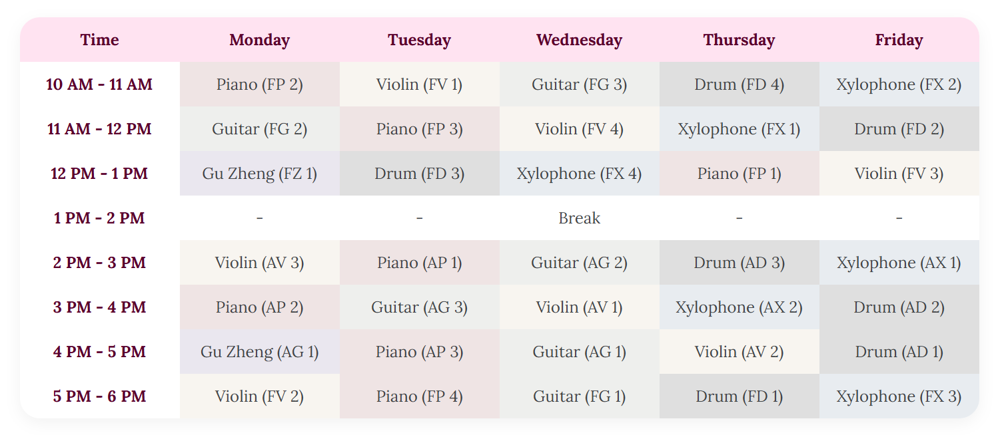 Time Monday Tuesday Wednesday Thursday Friday
10 AM - 11 AM Piano (FP 2) Violin (FV 1) Guitar (FG 3) Drum (FD 4) Xylophone (FX 2)
11 AM - 12 PM Guitar (FG 2) Piano (FP 3) Violin (FV 4) Xylophone (FX 1) Drum (FD 2)
12 PM - 1 PM Gu Zheng (FZ 1) Drum (FD 3) Xylophone (FX 4) Piano (FP 1) Violin (FV 3)
1 PM - 2 PM - - Break - -
2 PM - 3 PM Violin (AV 3) Piano (AP 1) Guitar (AG 2) Drum (AD 3) Xylophone (AX 1)
3 PM - 4 PM Piano (AP 2) Guitar (AG 3) Violin (AV 1) Xylophone (AX 2) Drum (AD 2)
4 PM - 5 PM Gu Zheng (AG 1) Piano (AP 3) Guitar (AG 1) Violin (AV 2) Drum (AD 1)
5 PM - 6 PM Violin (FV 2) Piano (FP 4) Guitar (FG 1) Drum (FD 1) Xylophone (FX 3)